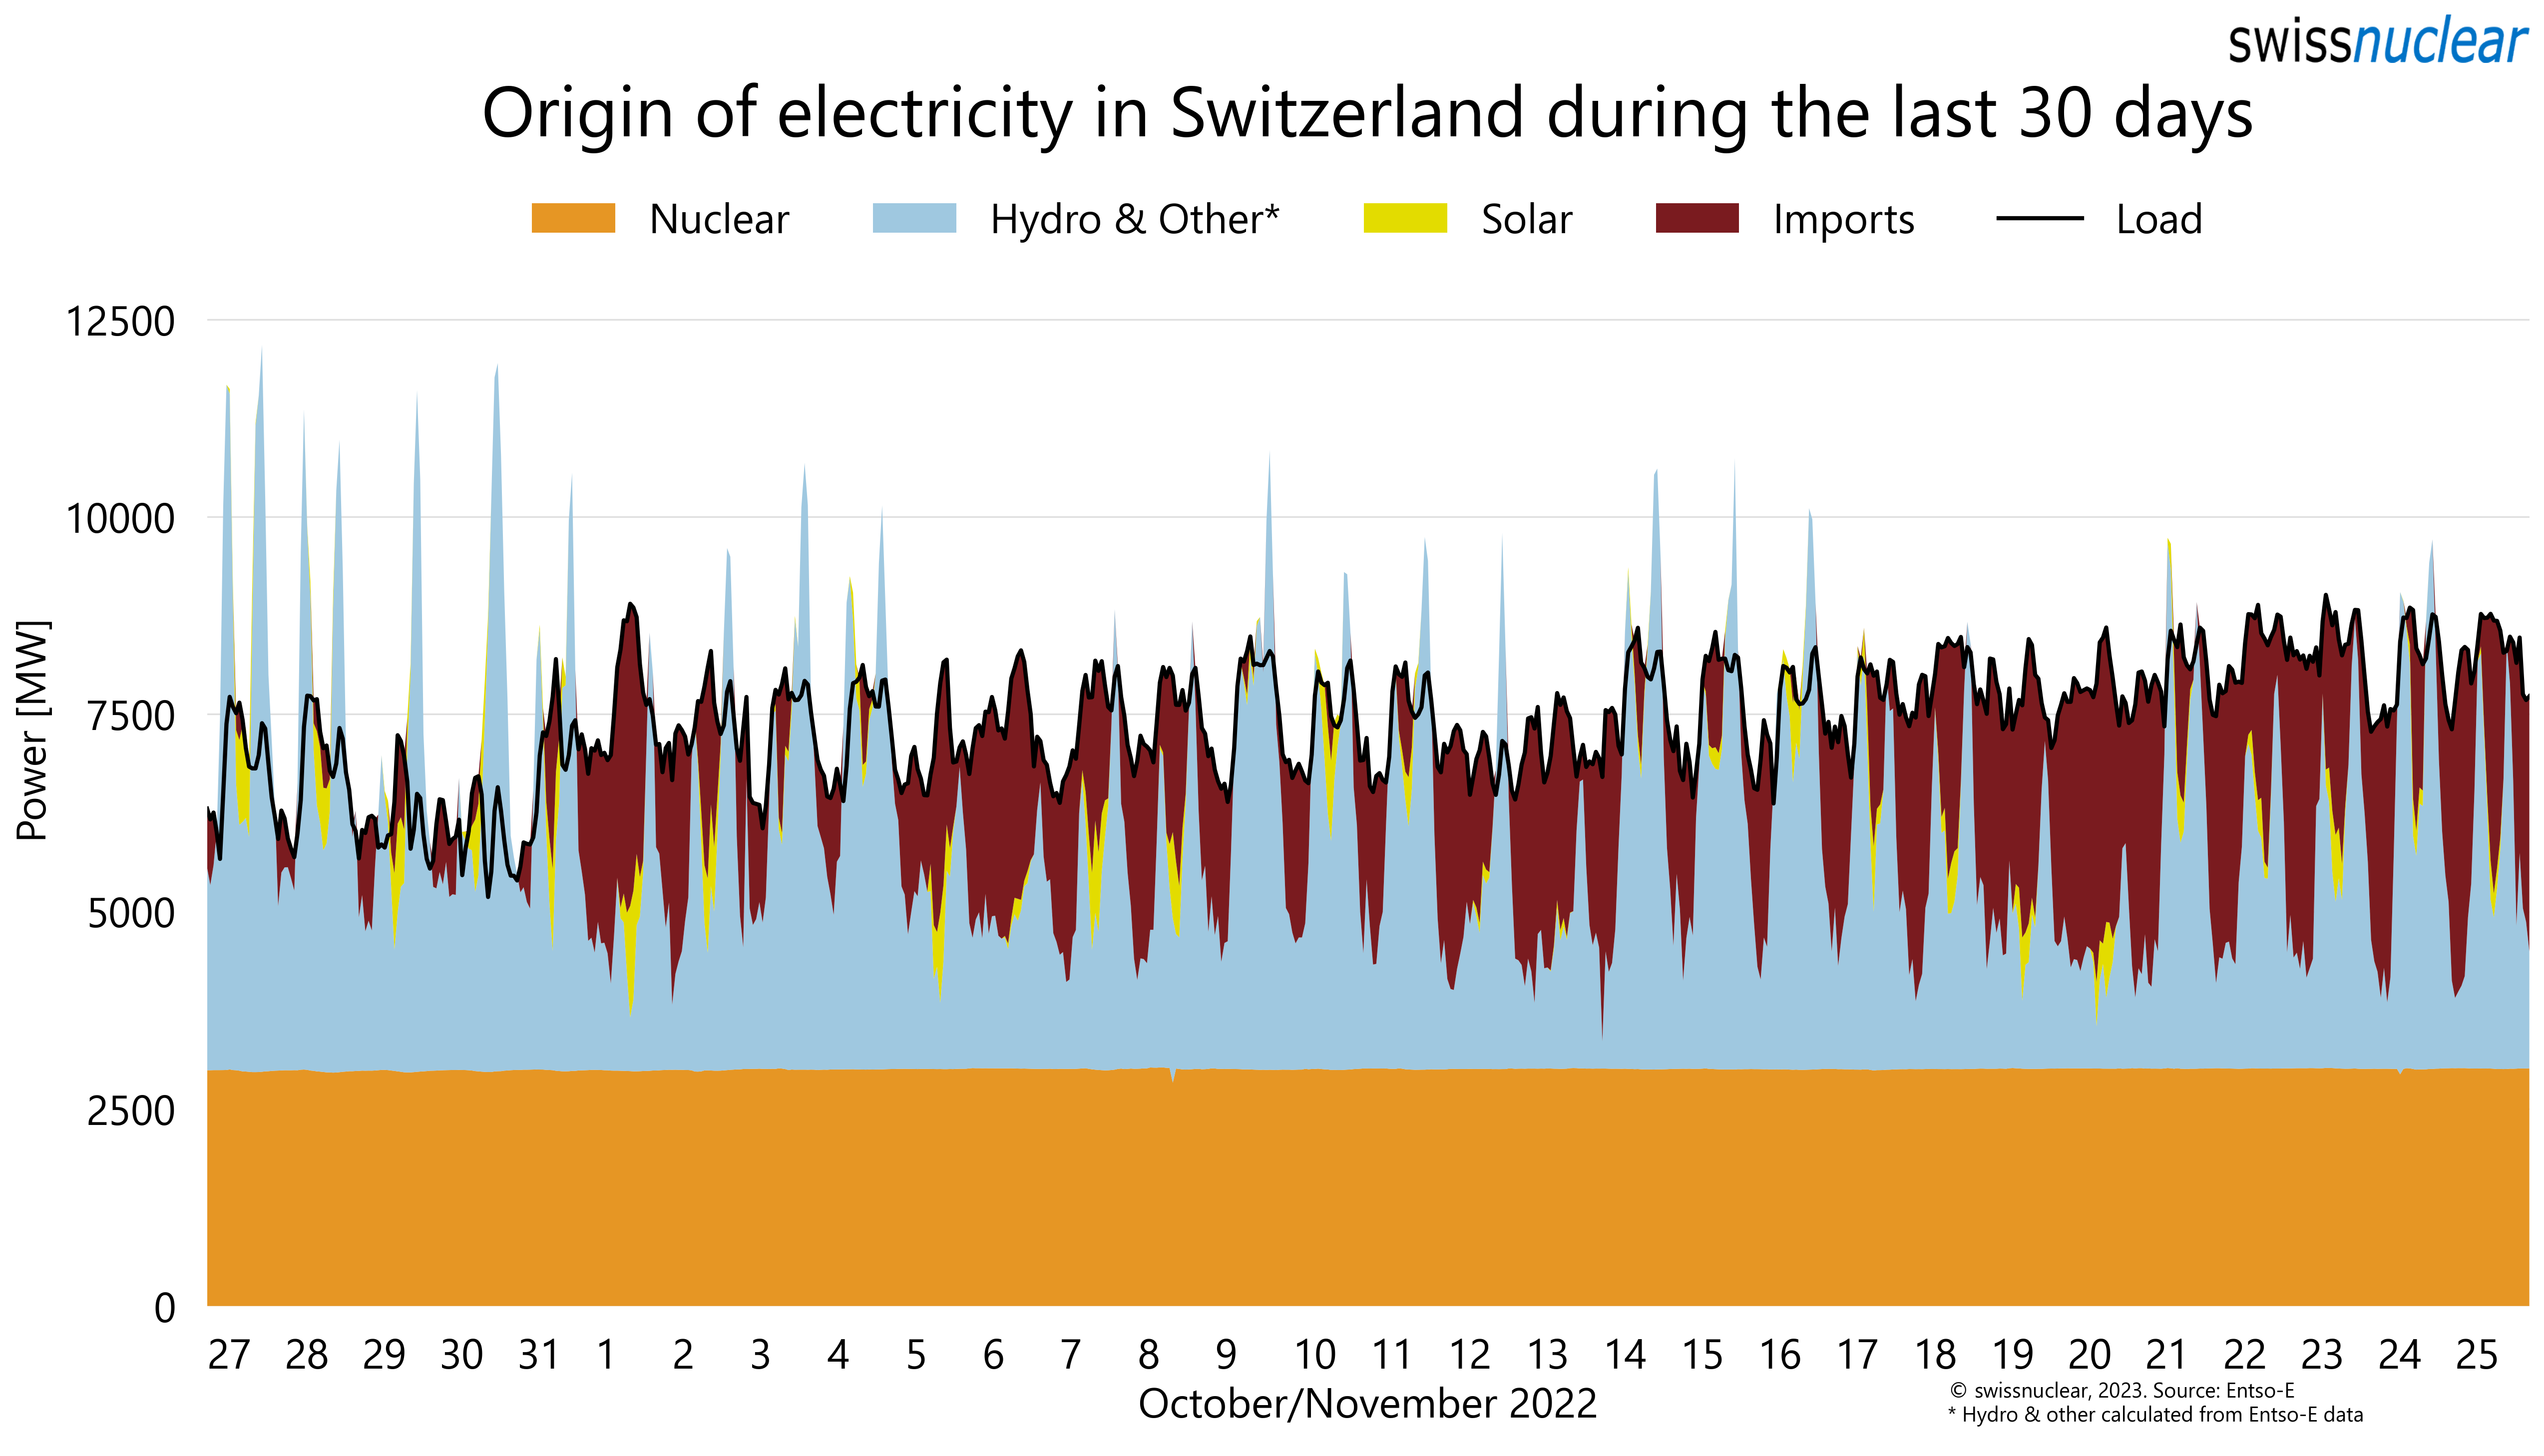 swissnuclear
Origin of electricity in Switzerland during the last 30 days
Nuclear Hydro & Other* Solar Imports Load
12500
10000
7500
5000
2500
0
Power [MW]
27 28 29 30 31 1 2 3 4 5 6 7 8 9 10 11 12 13 14 15 16 17 18 19 20 21 22 23 24 25
October/November 2022
© swissnuclear, 2023. Source: Entso-E
* Hydro & other calculated from Entso-E data